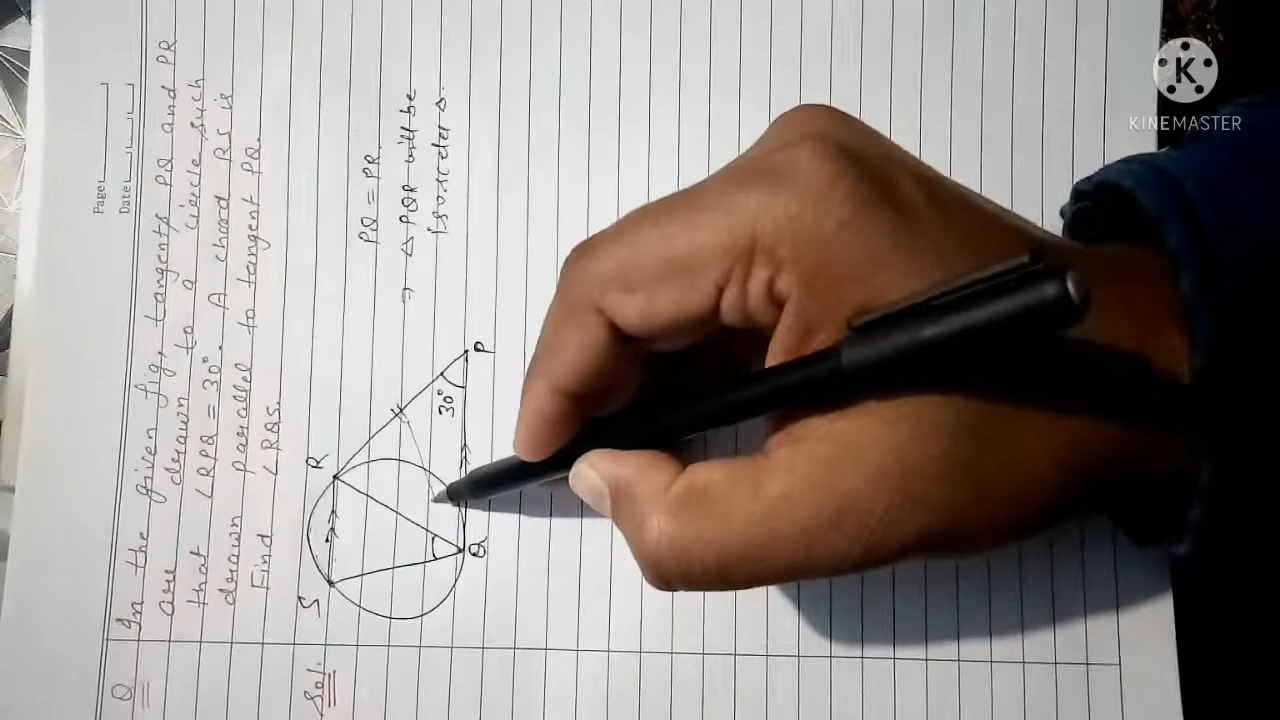 Page:
Date:
Q In the given fig, tangents PQ and PR
are drawn to a circle such
that ∠RPQ = 30°. A chord RS is
drawn parallel to tangent PQ.
Find ∠RQS.
Sol.
PQ = PR
→ △PQR will be
isosceles △.
S
R
30°
P
Q
K
KINEMASTER